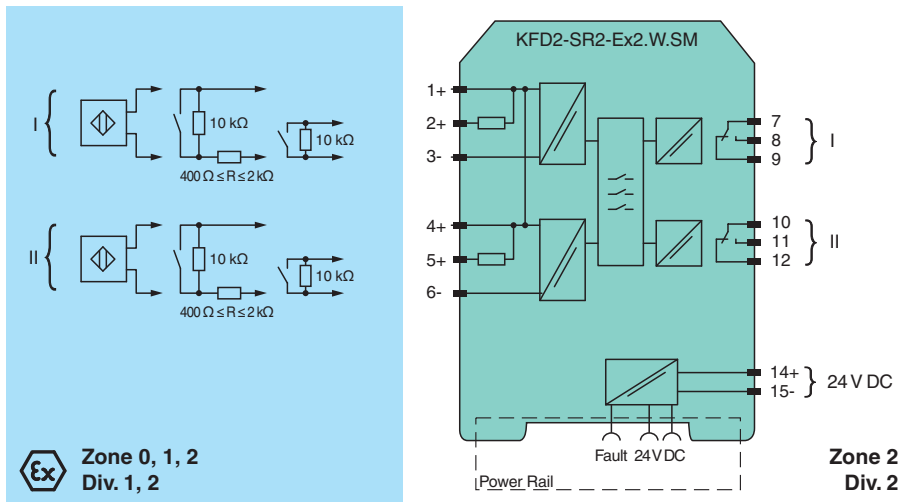 KFD2-SR2-Ex2.W.SM
I
10 kΩ
10 kΩ
400 Ω ≤ R ≤ 2 kΩ
II
10 kΩ
10 kΩ
400 Ω ≤ R ≤ 2 kΩ
1+
2+
3-
4+
5+
6-
7
8
9
I
10
11
12
II
14+
15-
24 V DC
Fault 24 V DC
Power Rail
Ex
Zone 0, 1, 2
Div. 1, 2
Zone 2
Div. 2